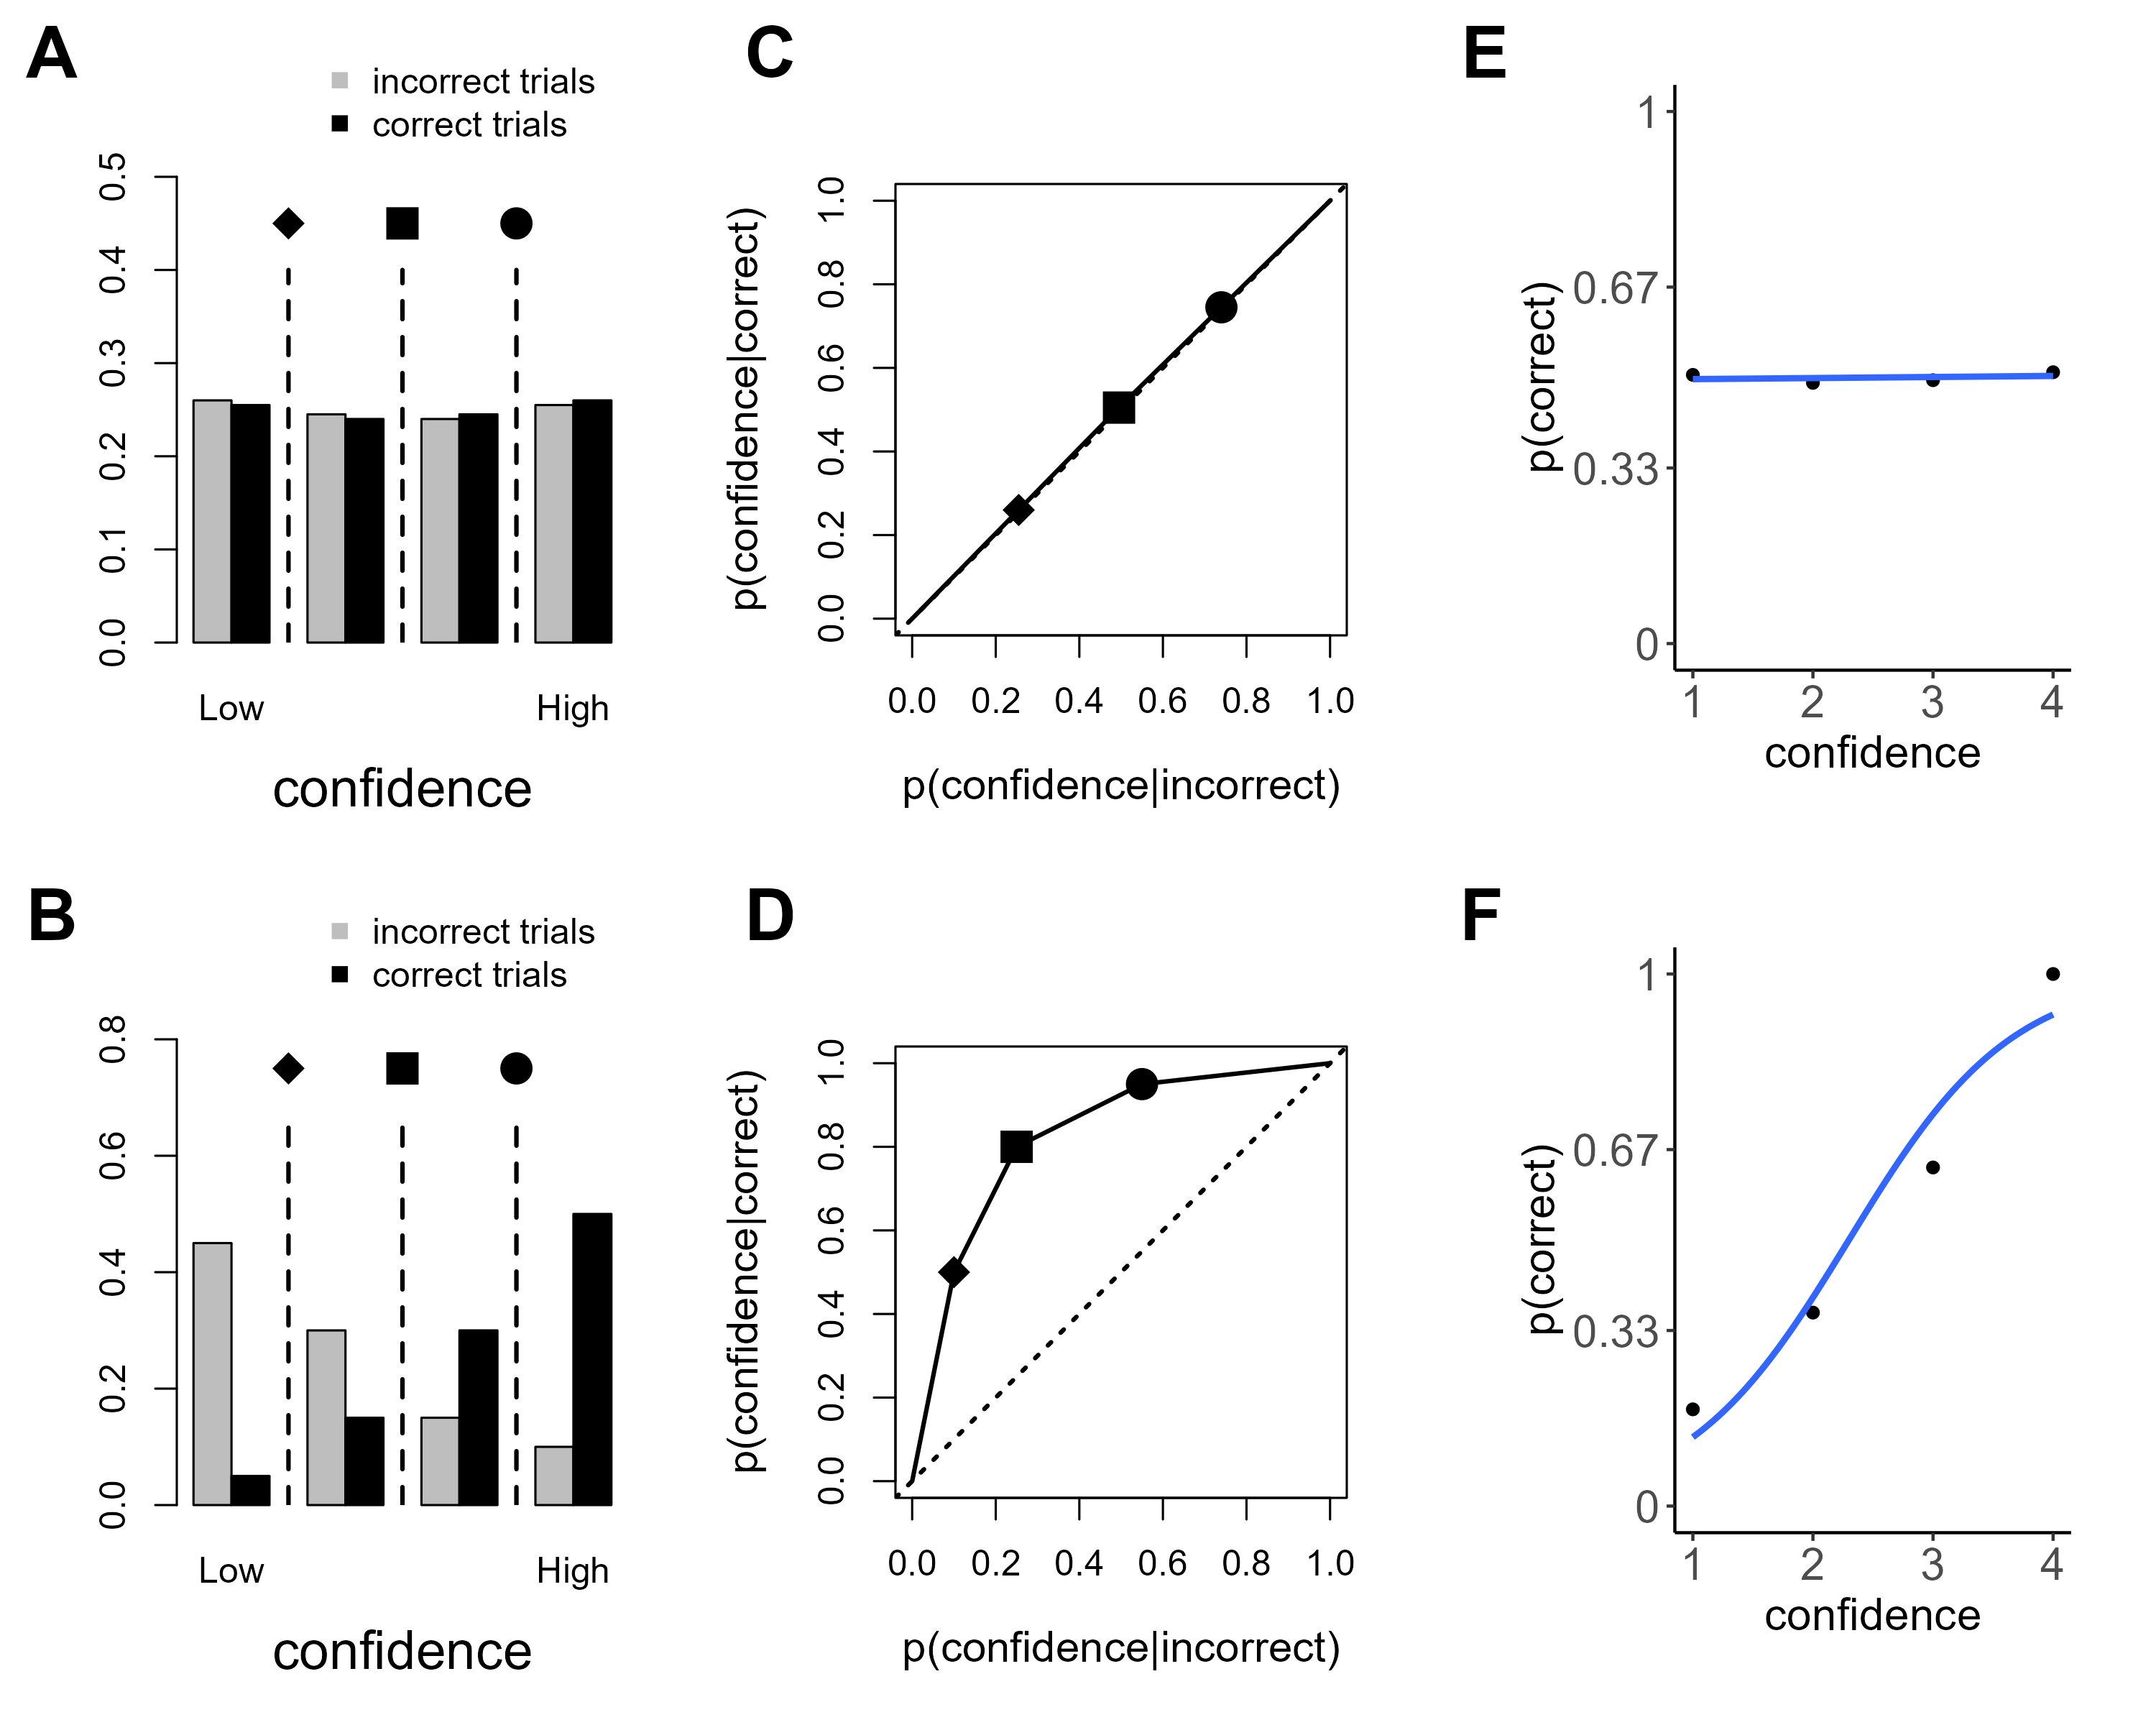 A
incorrect trials
correct trials
0.0 0.1 0.2 0.3 0.4 0.5
Low High
confidence
C
p(confidence|correct)
0.0 0.2 0.4 0.6 0.8 1.0
0.0 0.2 0.4 0.6 0.8 1.0
p(confidence|incorrect)
E
p(correct)
1
0.67
0.33
0
1 2 3 4
confidence
B
incorrect trials
correct trials
0.0 0.2 0.4 0.6 0.8
Low High
confidence
D
p(confidence|correct)
0.0 0.2 0.4 0.6 0.8 1.0
0.0 0.2 0.4 0.6 0.8 1.0
p(confidence|incorrect)
F
p(correct)
1
0.67
0.33
0
1 2 3 4
confidence